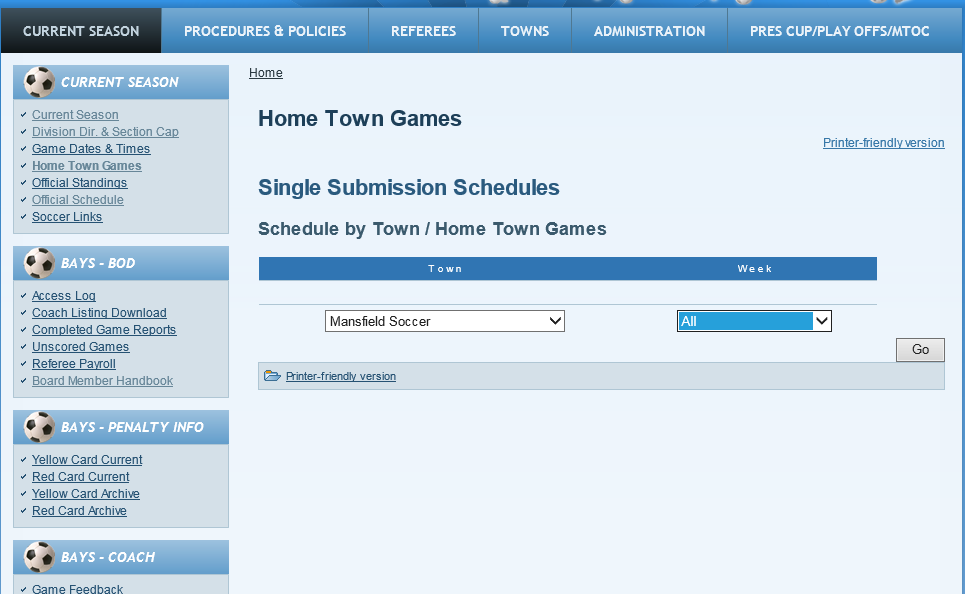 CURRENT SEASON PROCEDURES & POLICIES REFEREES TOWNS ADMINISTRATION PRES CUP/PLAY OFFS/MTOC
CURRENT SEASON
Current Season
Division Dir. & Section Cap
Game Dates & Times
Home Town Games
Official Standings
Official Schedule
Soccer Links
BAYS - BOD
Access Log
Coach Listing Download
Completed Game Reports
Unscored Games
Referee Payroll
Board Member Handbook
BAYS - PENALTY INFO
Yellow Card Current
Red Card Current
Yellow Card Archive
Red Card Archive
BAYS - COACH
Game Feedback
Home
Home Town Games
Printer-friendly version
Single Submission Schedules
Schedule by Town / Home Town Games
Town Week
Mansfield Soccer All
Go
Printer-friendly version